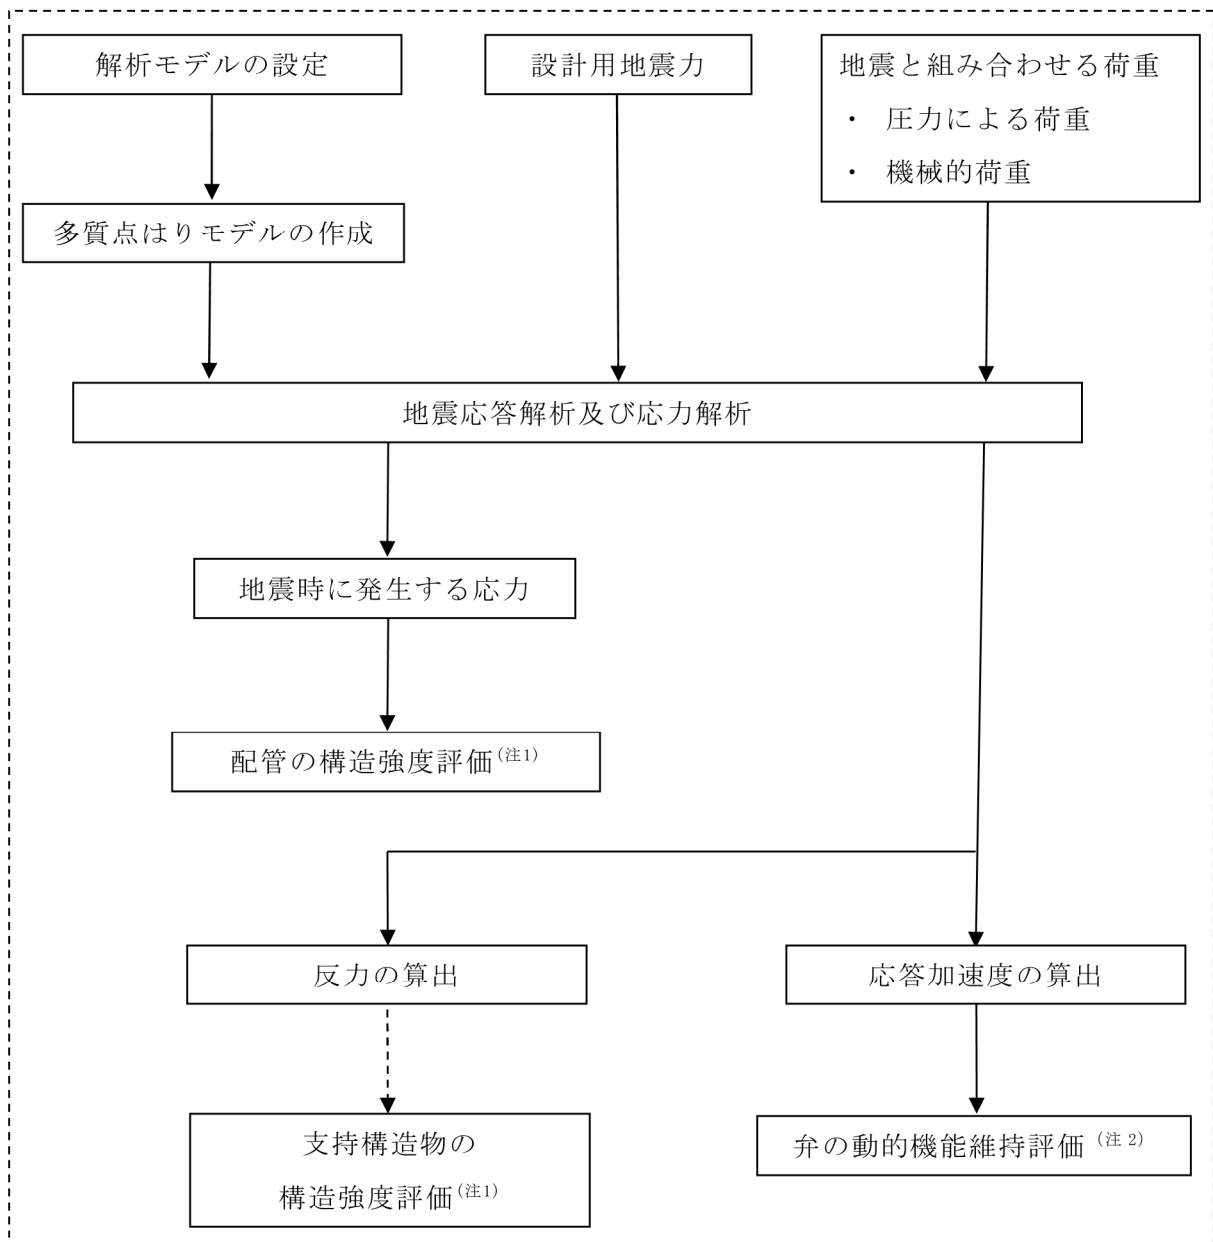 解析モデルの設定
設計用地震力
地震と組み合わせる荷重
・ 圧力による荷重
・ 機械的荷重
多質点はりモデルの作成
地震応答解析及び応力解析
地震時に発生する応力
配管の構造強度評価(注1)
反力の算出
応答加速度の算出
支持構造物の
構造強度評価(注1)
弁の動的機能維持評価 (注 2)